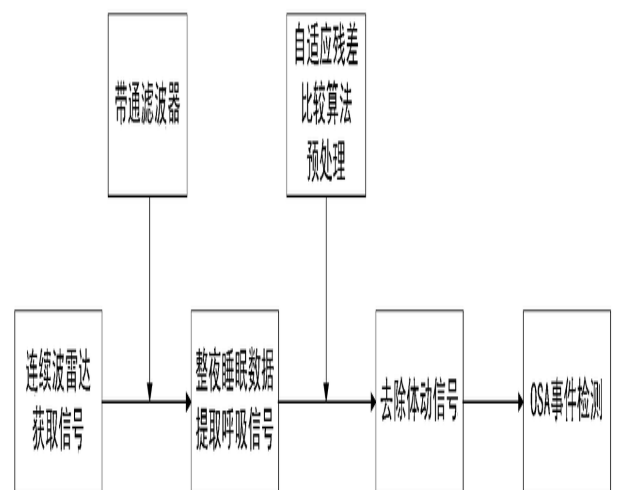 带通滤波器
自适应残差
比较算法
预处理
连续波雷达
获取信号
整夜睡眠数据
提取呼吸信号
去除体动信号
OSA事件检测